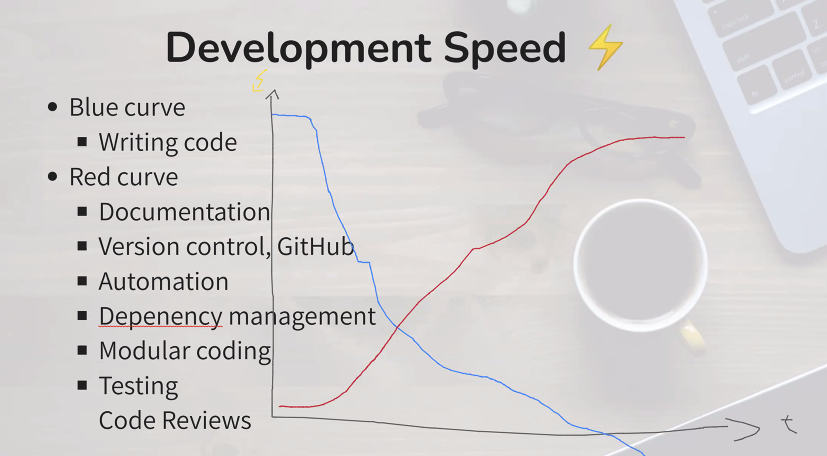 Development Speed ⚡
• Blue curve
▪ Writing code
• Red curve
▪ Documentation
▪ Version control, GitHub
▪ Automation
▪ Depenency management
▪ Modular coding
▪ Testing
Code Reviews
t